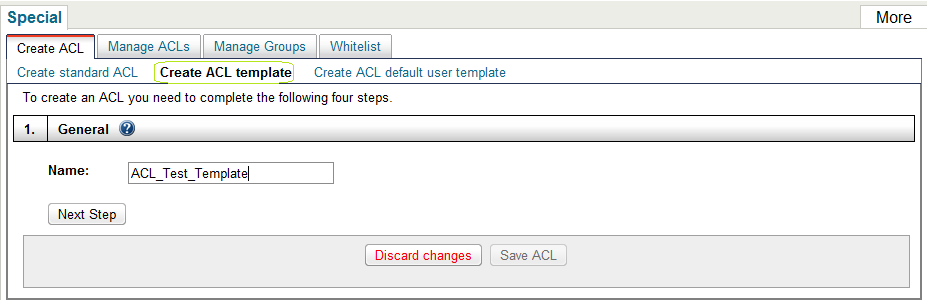 Special More
Create ACL Manage ACLs Manage Groups Whitelist
Create standard ACL Create ACL template Create ACL default user template
To create an ACL you need to complete the following four steps.
1. General ?
Name: ACL_Test_Template
Next Step
Discard changes Save ACL